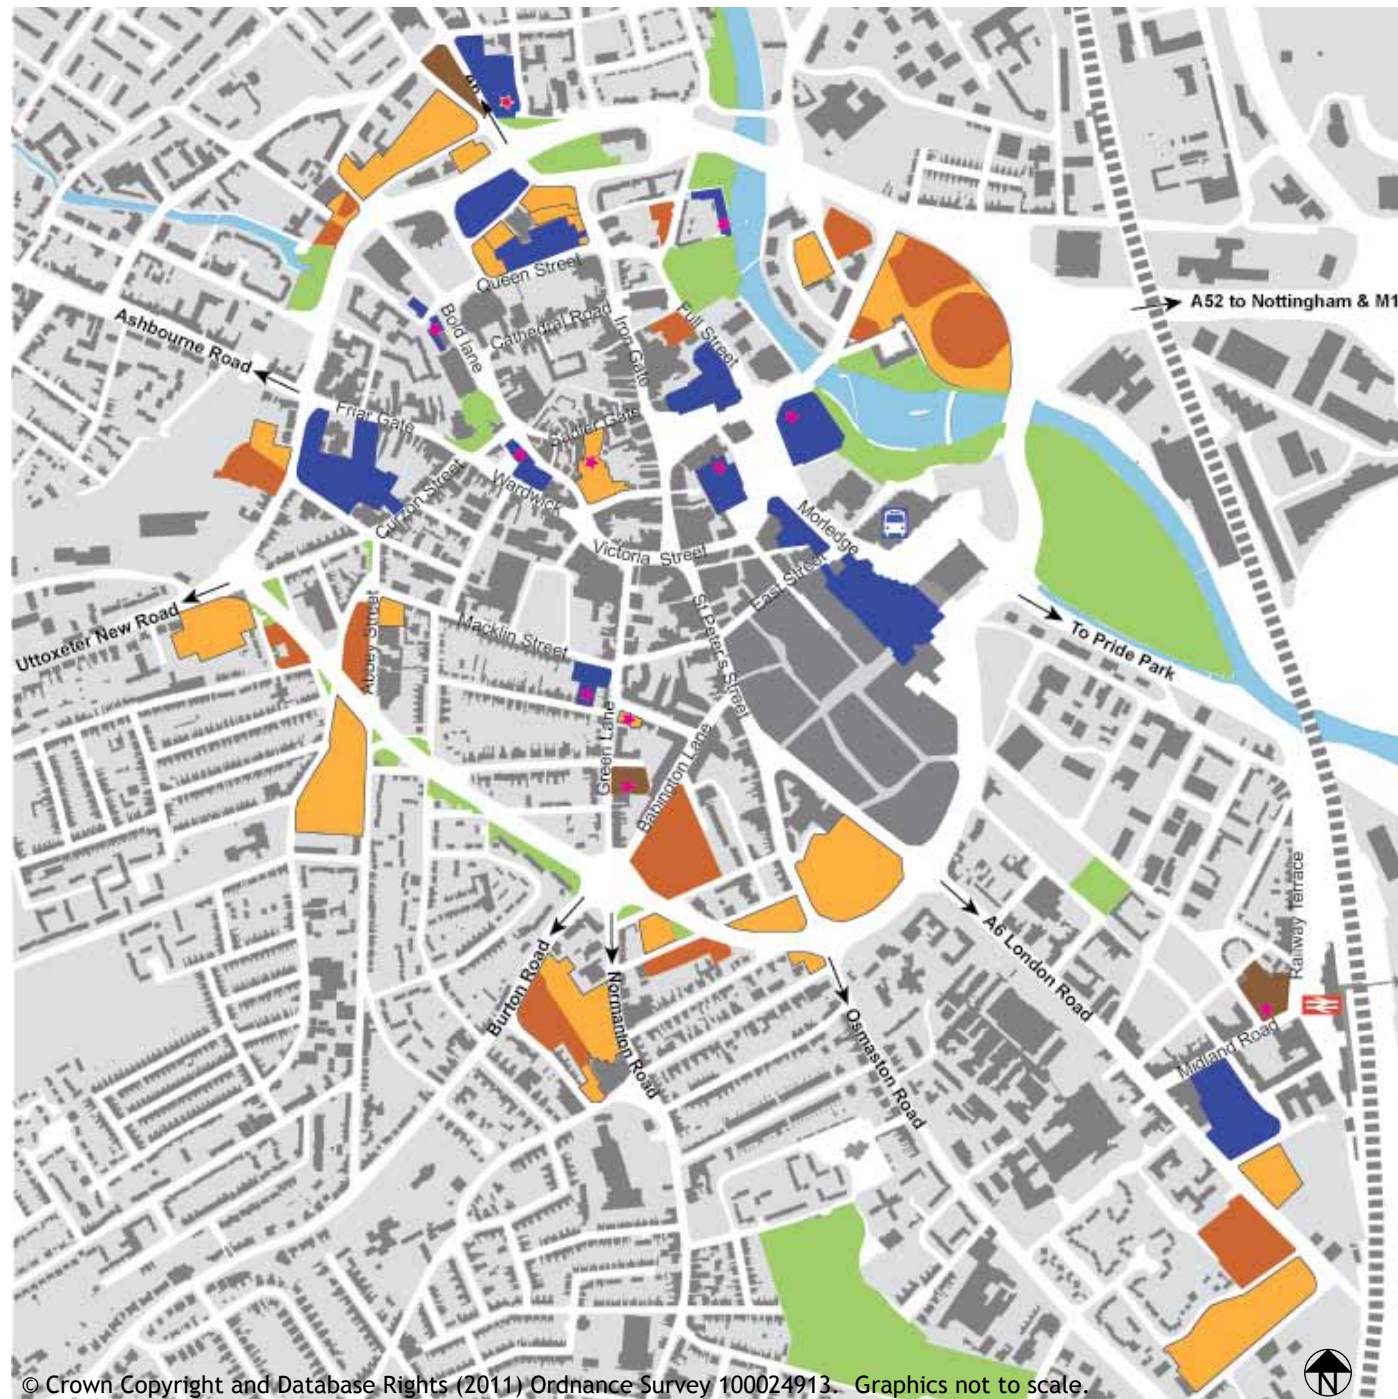 A6
A52 to Nottingham & M1
Queen Street
Bold lane
Cathedral Road
Iron Gate
Full Street
Ashbourne Road
Friar Gate
Sadler Gate
Curzon Street
Wardwick
Morledge
Victoria Street
East Street
St Peter's Street
Uttoxeter New Road
Abbey Street
Macklin Street
To Pride Park
Green Lane
Babington Lane
Railway Terrace
A6 London Road
Burton Road
Normanton Road
Osmaston Road
Midland Road
© Crown Copyright and Database Rights (2011) Ordnance Survey 100024913. Graphics not to scale.
N